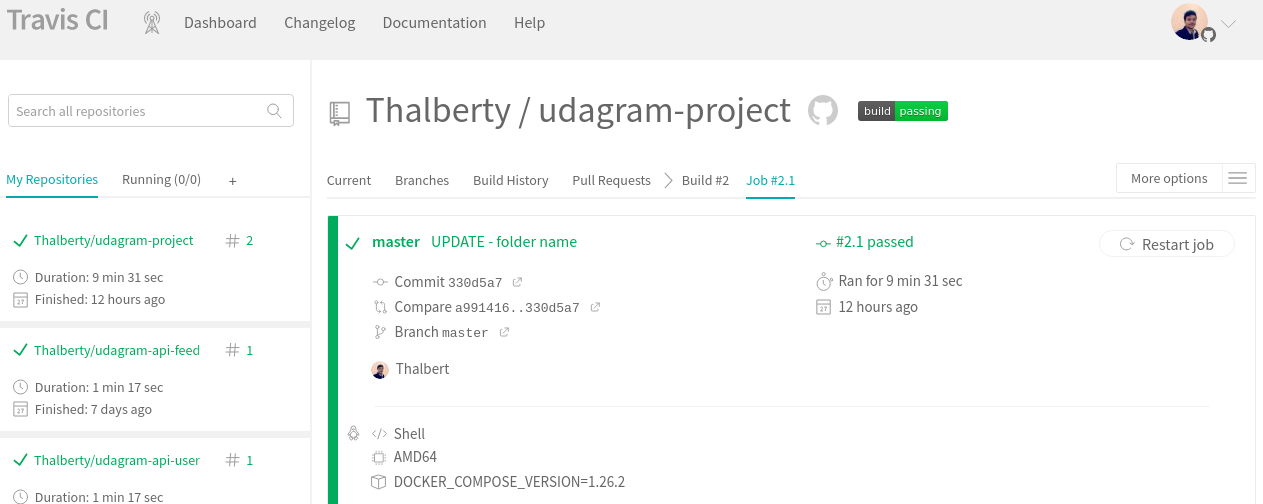 Travis CI Dashboard Changelog Documentation Help
Search all repositories
My Repositories Running (0/0) +
Thalberty/udagram-project # 2
Duration: 9 min 31 sec
27 Finished: 12 hours ago
Thalberty/udagram-api-feed # 1
Duration: 1 min 17 sec
27 Finished: 7 days ago
Thalberty/udagram-api-user # 1
Duration: 1 min 17 sec
Thalberty / udagram-project build passing
Current Branches Build History Pull Requests Build #2 Job #2.1 More options
master UPDATE - folder name #2.1 passed Restart job
Commit 330d5a7 Ran for 9 min 31 sec
Compare a991416..330d5a7 27 12 hours ago
Branch master
Thalbert
</> Shell
AMD64
DOCKER_COMPOSE_VERSION=1.26.2